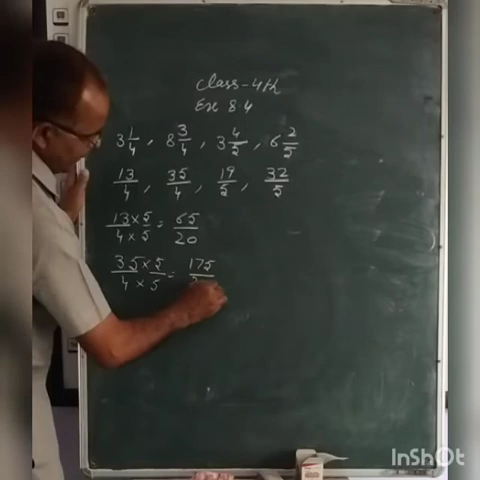 Class-4th
Ex 8.4
3 1/4, 8 3/4, 3 4/5, 6 2/5
13/4, 35/4, 19/5, 32/5
13×5/4×5 = 65/20
35×5/4×5 = 175/
InShOt